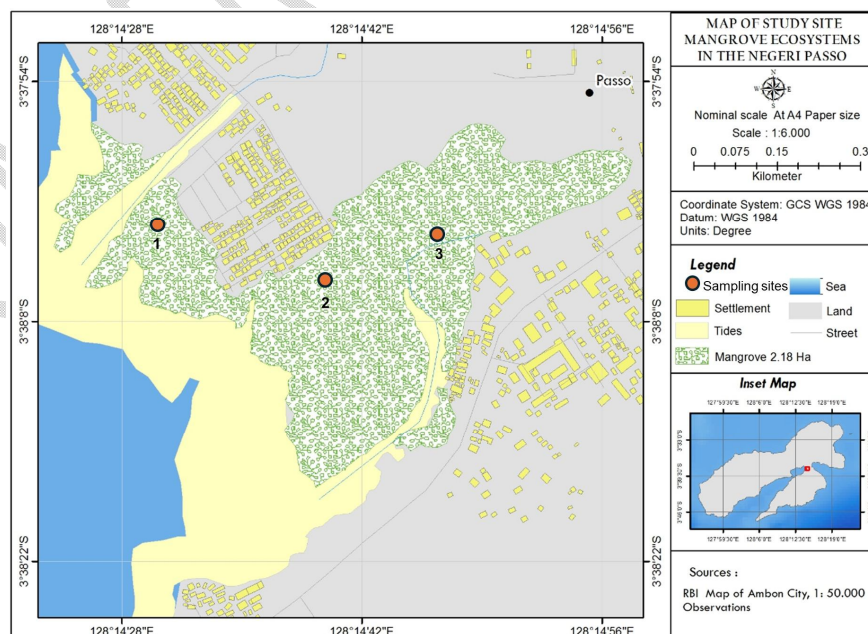 128°14'28"E 128°14'42"E 128°14'56"E
3°37'54"S
3°38'8"S
3°38'22"S
Passo
1
2
3
3°37'54"S
3°38'8"S
3°38'22"S
128°14'28"E 128°14'42"E 128°14'56"E
MAP OF STUDY SITE
MANGROVE ECOSYSTEMS
IN THE NEGERI PASSO
N
W E
S
Nominal scale At A4 Paper size
Scale : 1:6.000
0 0.075 0.15 0.3
Kilometer
Coordinate System: GCS WGS 1984
Datum: WGS 1984
Units: Degree
Legend
Sampling sites
Settlement
Tides
Mangrove 2.18 Ha
Sea
Land
Street
Inset Map
Sources :
RBI Map of Ambon City, 1: 50.000
Observations